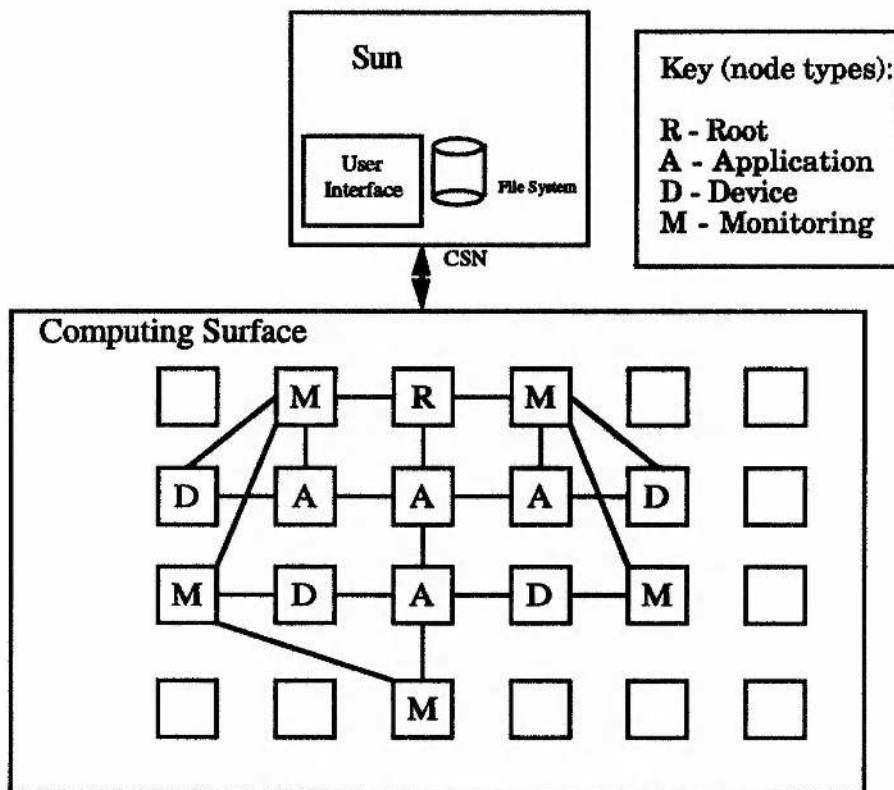 Sun
User
Interface
File System
CSN
Key (node types):
R - Root
A - Application
D - Device
M - Monitoring
Computing Surface
M R M
D A A A D
M D A D M
M